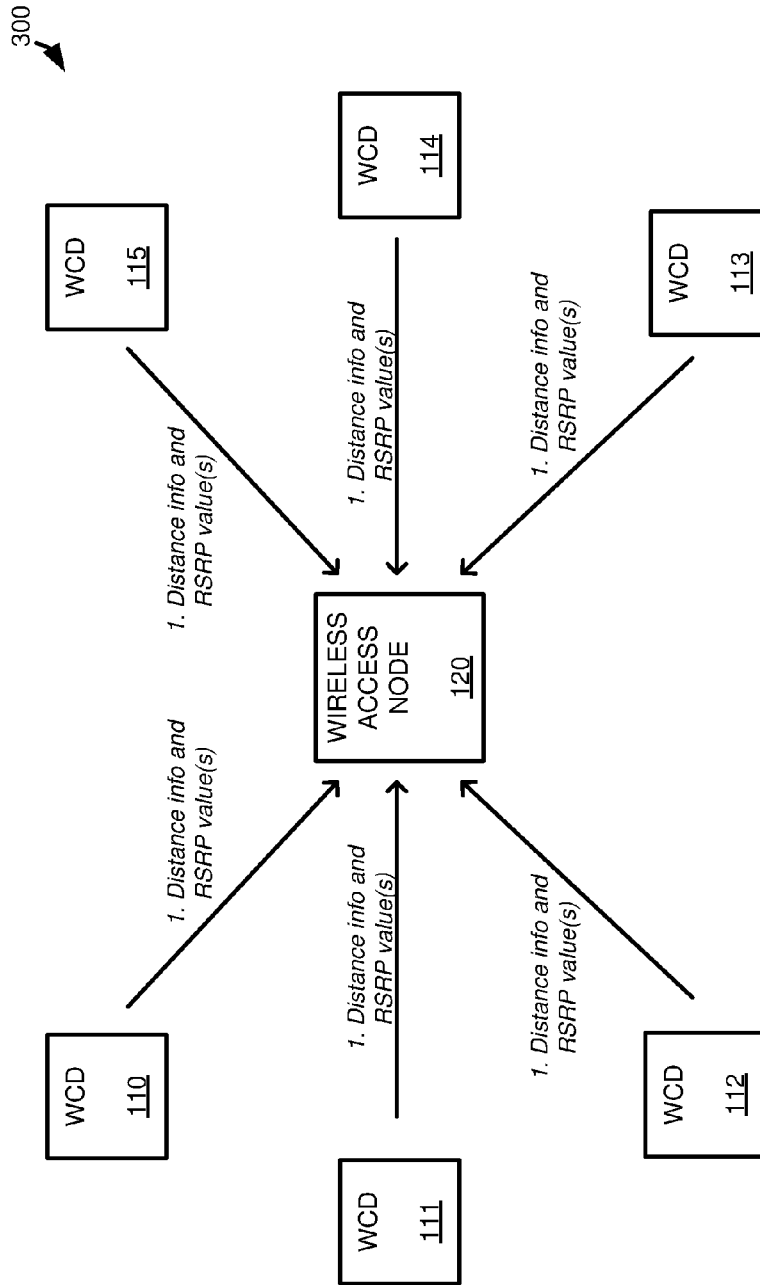 300
WCD
110
1. Distance info and
RSRP value(s)
1. Distance info and
RSRP value(s)
WCD
115
WCD
111
1. Distance info and
RSRP value(s)
WIRELESS
ACCESS
NODE
120
1. Distance info and
RSRP value(s)
WCD
114
WCD
112
1. Distance info and
RSRP value(s)
1. Distance info and
RSRP value(s)
WCD
113